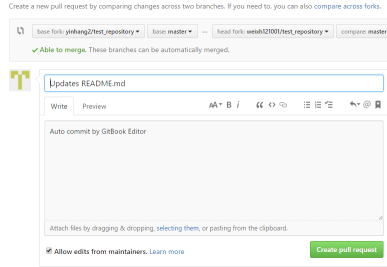 Create a new pull request by comparing changes across two branches. If you need to, you can also compare across forks.
base fork: yinhang2/test_repository base: master ... head fork: weixh121001/test_repository compare: master
Able to merge. These branches can be automatically merged.
Updates README.md
Write Preview AA B i
Auto commit by GitBook Editor
Attach files by dragging & dropping, selecting them, or pasting from the clipboard.
Allow edits from maintainers. Learn more
Create pull request